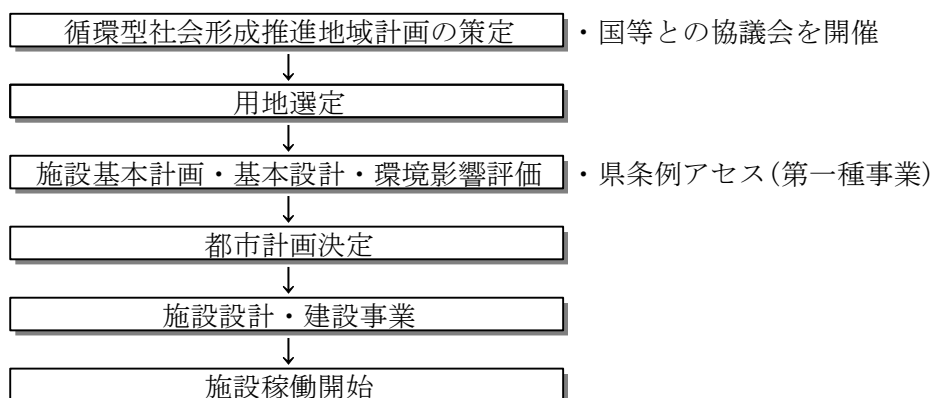 循環型社会形成推進地域計画の策定 ・国等との協議会を開催
↓
用地選定
↓
施設基本計画・基本設計・環境影響評価 ・県条例アセス(第一種事業)
↓
都市計画決定
↓
施設設計・建設事業
↓
施設稼働開始